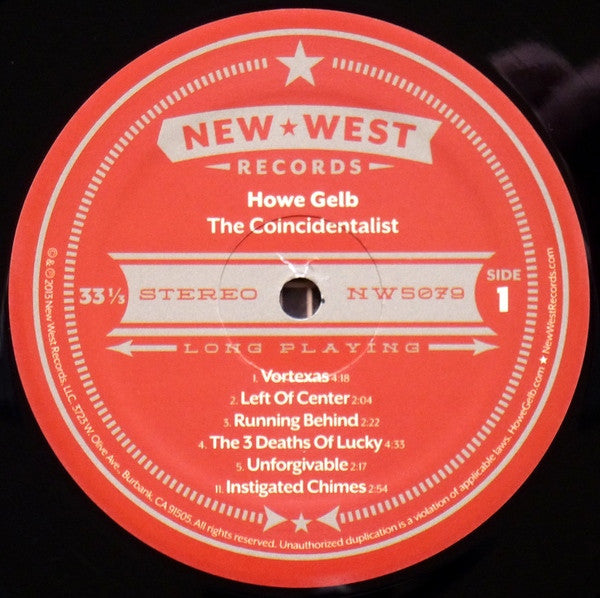 NEW ★ WEST
RECORDS
Howe Gelb
The Coincidentalist
33 ⅓
STEREO
NW5079
SIDE
1
LONG PLAYING
1. Vortexas 4:18
2. Left Of Center 2:04
3. Running Behind 2:22
4. The 3 Deaths Of Lucky 4:33
5. Unforgivable 2:17
11. Instigated Chimes 2:54
© & ℗ 2013 New West Records, LLC. 3723 W. Olive Ave., Burbank, CA 91505. All rights reserved. Unauthorized duplication is a violation of applicable laws. HoweGelb.com ★ NewWestRecords.com